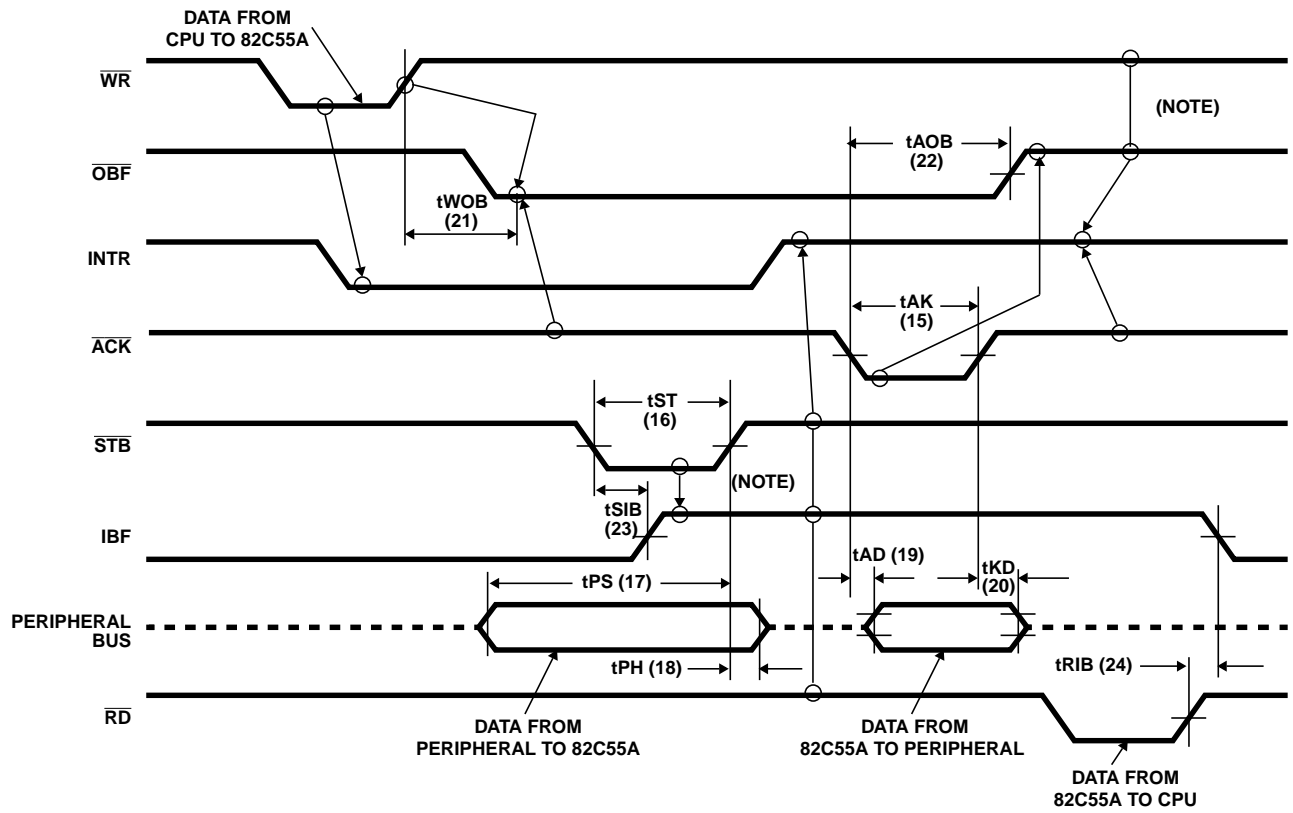 DATA FROM
CPU TO 82C55A
WR
(NOTE)
tAOB
(22)
OBF
tWOB
(21)
INTR
tAK
(15)
ACK
tST
(16)
STB
(NOTE)
tSIB
(23)
IBF
tAD (19)
tKD
(20)
tPS (17)
PERIPHERAL
BUS
tPH (18)
tRIB (24)
RD
DATA FROM
PERIPHERAL TO 82C55A
DATA FROM
82C55A TO PERIPHERAL
DATA FROM
82C55A TO CPU